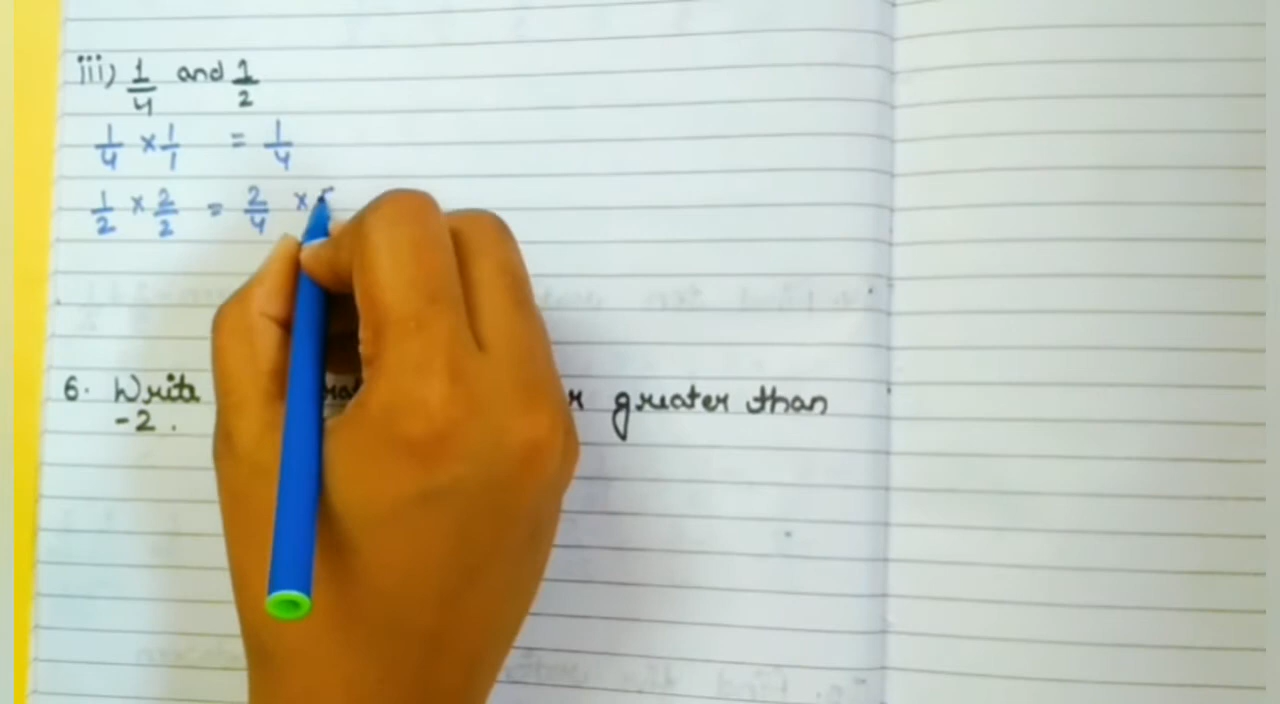 iii) 1/4 and 1/2
1/4 × 1/1 = 1/4
1/2 × 2/2 = 2/4 ×
6. Write greater than
-2.